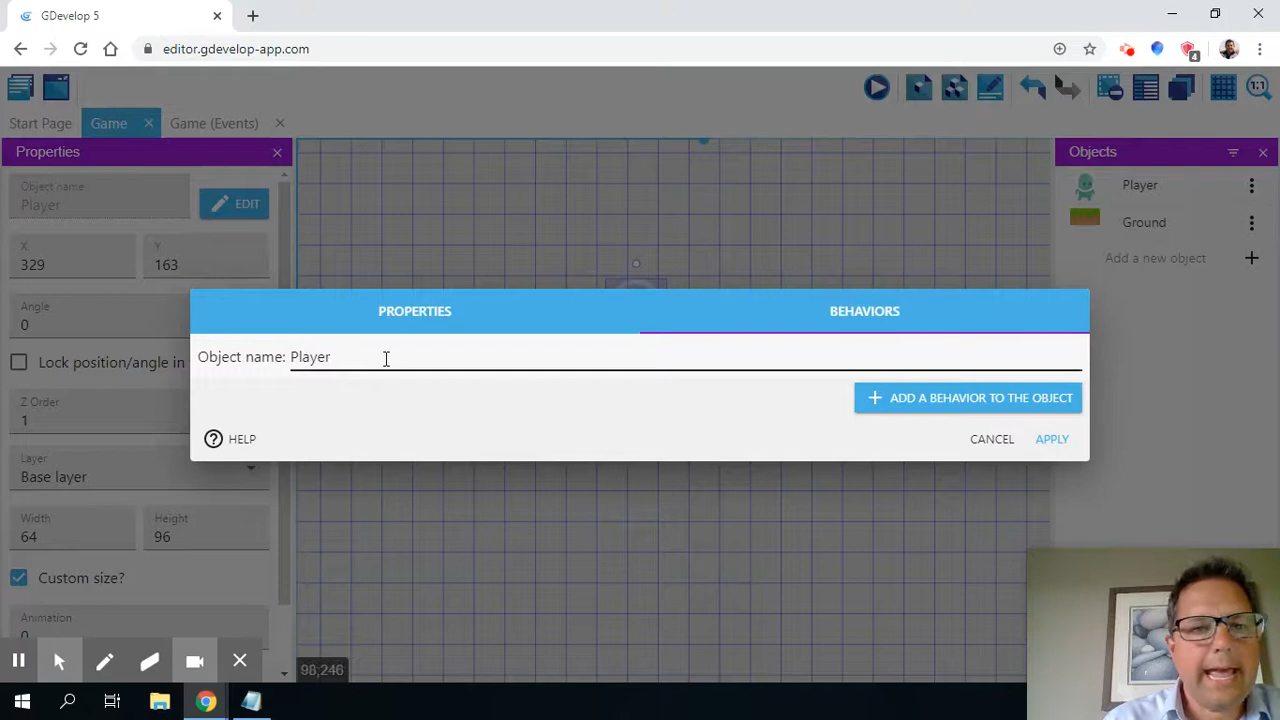 GDevelop 5
editor.gdevelop-app.com
4
Start Page
Game
Game (Events)
1:1
Properties
Objects
Object name
Player
EDIT
Player
X
329
Y
163
Ground
Add a new object
Angle
0
PROPERTIES
BEHAVIORS
Object name: Player
Lock position/angle in
ADD A BEHAVIOR TO THE OBJECT
Z Order
1
HELP
CANCEL
APPLY
Layer
Base layer
Width
64
Height
96
Custom size?
Animation
0
98,246